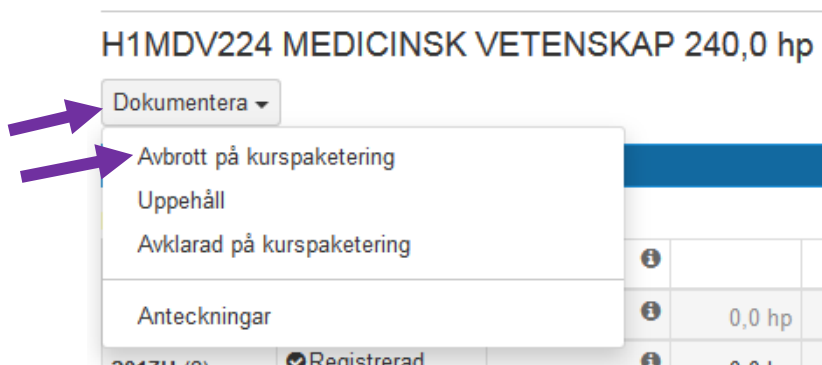 H1MDV224 MEDICINSK VETENSKAP 240,0 hp
Dokumentera
Avbrott på kurspaketering
Uppehåll
Avklarad på kurspaketering
Anteckningar
0,0 hp
Registrerad